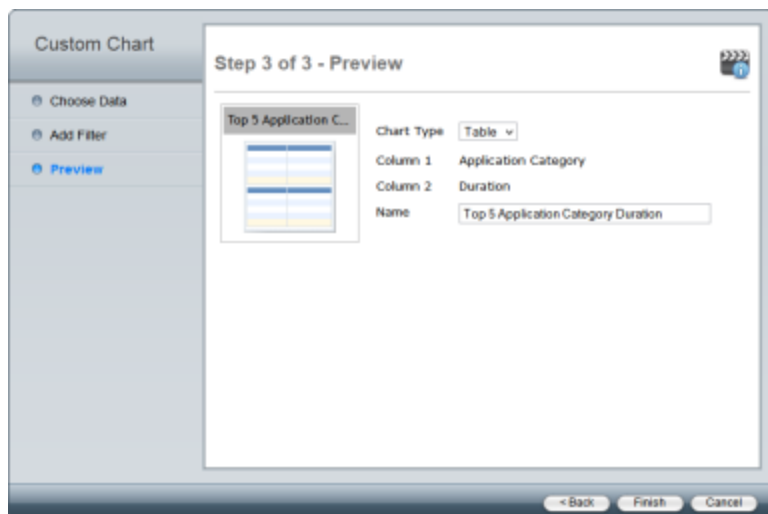 Custom Chart
Choose Data
Add Filter
Preview
Step 3 of 3 - Preview
Top 5 Application C...
Chart Type Table
Column 1 Application Category
Column 2 Duration
Name Top 5 Application Category Duration
< Back Finish Cancel